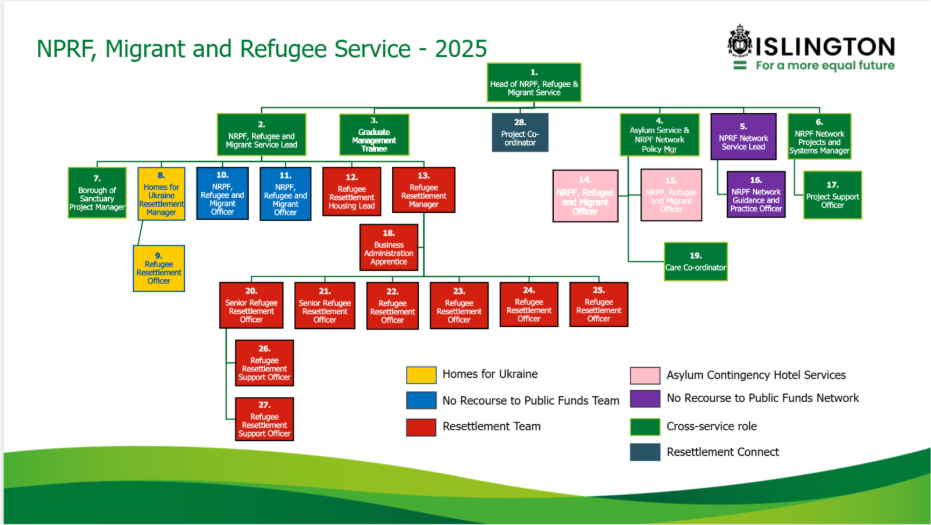 NPRF, Migrant and Refugee Service - 2025
ISLINGTON
For a more equal future
1.
Head of NRPF, Refugee &
Migrant Service
2.
NRPF, Refugee and
Migrant Service Lead
3.
Graduate
Management
Trainee
28.
Project Co-
ordinator
4.
Asylum Service &
NRPF Network
Policy Mgr
5.
NRPF Network
Service Lead
6.
NRPF Network
Projects and
Systems Manager
7.
Borough of
Sanctuary
Project Manager
8.
Homes for
Ukraine
Resettlement
Manager
10.
NRPF,
Refugee and
Migrant
Officer
11.
NRPF,
Refugee and
Migrant
Officer
12.
Refugee
Resettlement
Housing Lead
13.
Refugee
Resettlement
Manager
14.
NRPF, Refugee
and Migrant
Officer
15.
NRPF, Refugee
and Migrant
Officer
16.
NRPF Network
Guidance and
Practice Officer
17.
Project Support
Officer
18.
Business
Administration
Apprentice
9.
Refugee
Resettlement
Officer
19.
Care Co-ordinator
20.
Senior Refugee
Resettlement
Officer
21.
Senior Refugee
Resettlement
Officer
22.
Refugee
Resettlement
Officer
23.
Refugee
Resettlement
Officer
24.
Refugee
Resettlement
Officer
25.
Refugee
Resettlement
Officer
26.
Refugee
Resettlement
Support Officer
27.
Refugee
Resettlement
Support Officer
Homes for Ukraine
No Recourse to Public Funds Team
Resettlement Team
Asylum Contingency Hotel Services
No Recourse to Public Funds Network
Cross-service role
Resettlement Connect